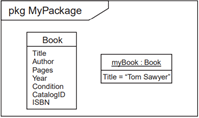 pkg MyPackage
Book
Title
Author
Pages
Year
Condition
CatalogID
ISBN
myBook : Book
Title = "Tom Sawyer"